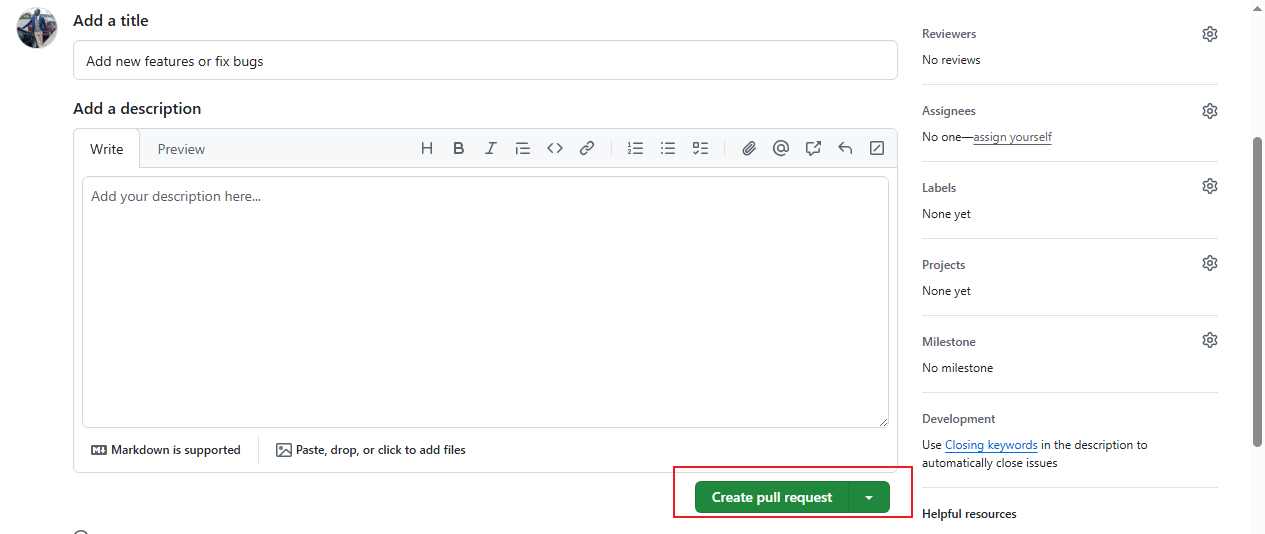 Add a title
Add new features or fix bugs
Add a description
Write
Preview
Add your description here...
Markdown is supported
Paste, drop, or click to add files
Create pull request
Reviewers
No reviews
Assignees
No one—assign yourself
Labels
None yet
Projects
None yet
Milestone
No milestone
Development
Use Closing keywords in the description to
automatically close issues
Helpful resources